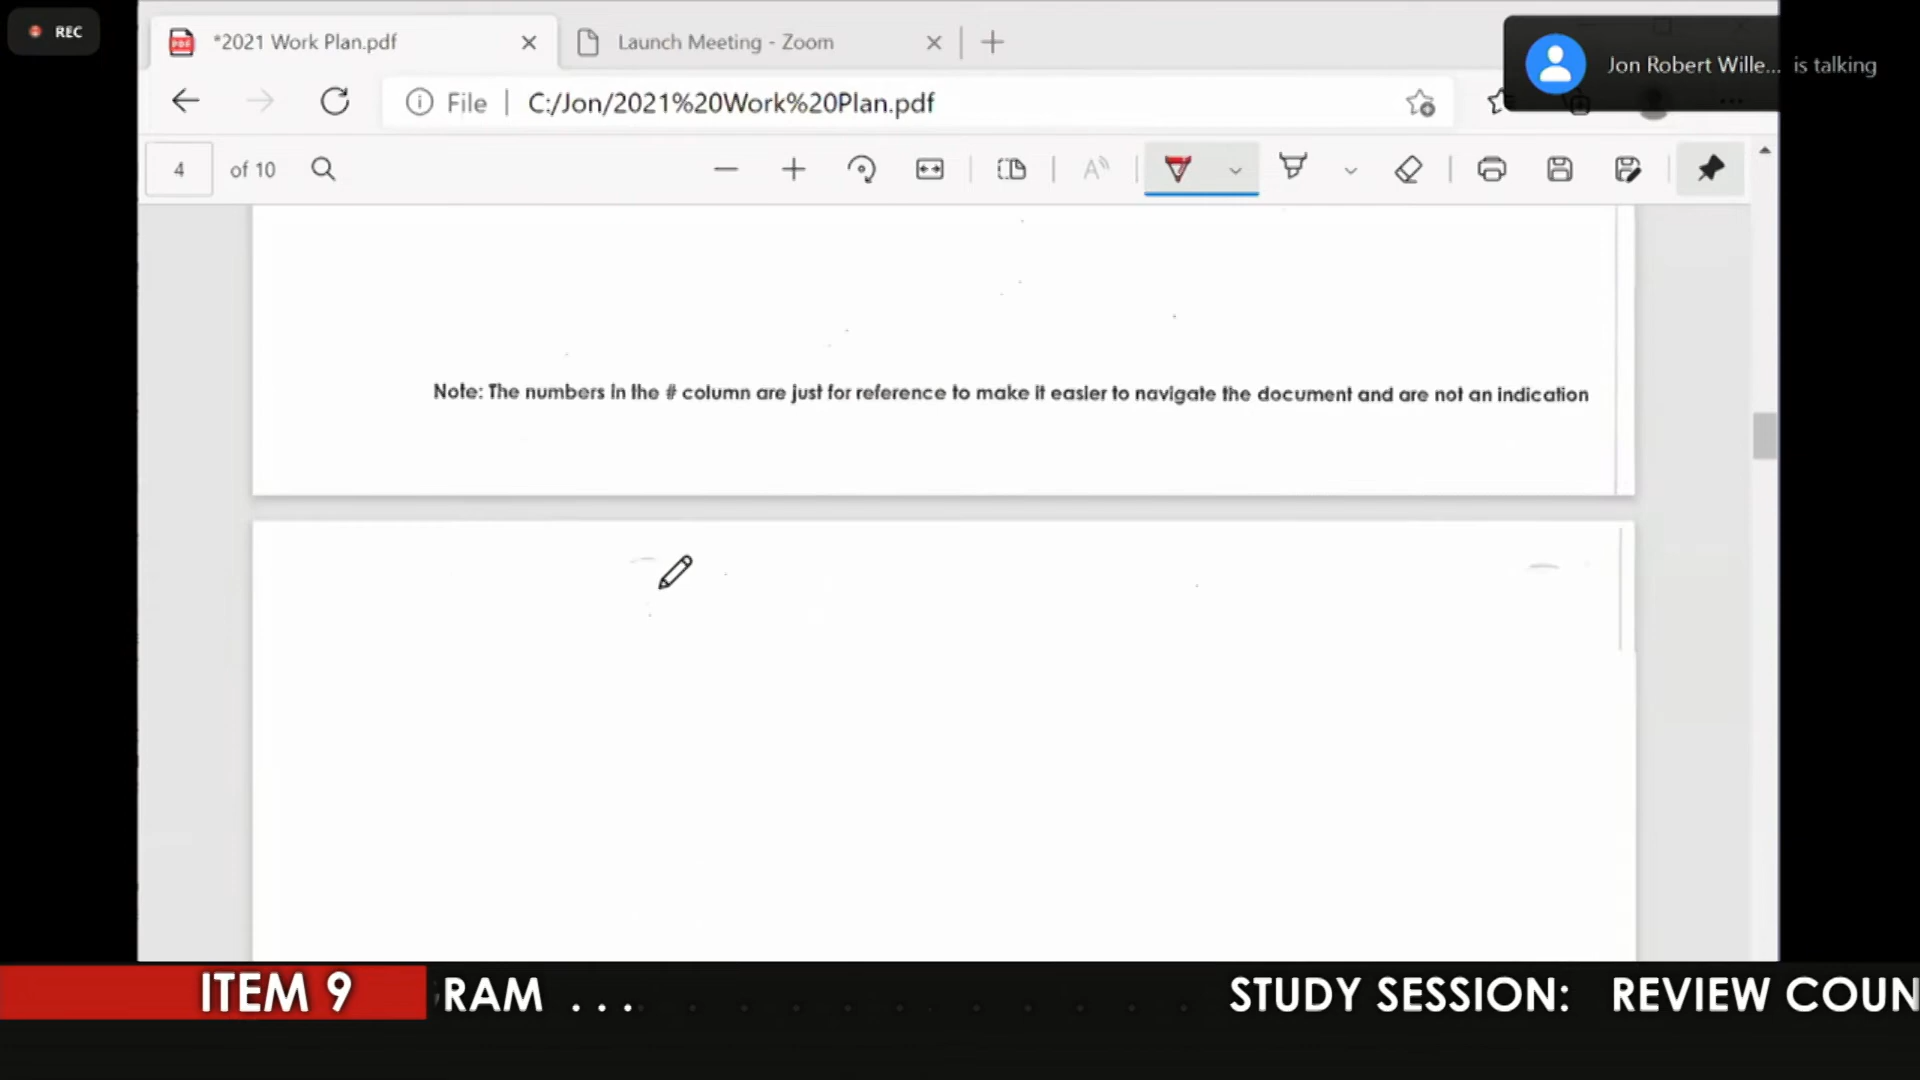 REC
*2021 Work Plan.pdf
Launch Meeting - Zoom
Jon Robert Wille... is talking
File | C:/Jon/2021%20Work%20Plan.pdf
4 of 10
Note: The numbers in the # column are just for reference to make it easier to navigate the document and are not an indication
ITEM 9 RAM ... STUDY SESSION: REVIEW COUN